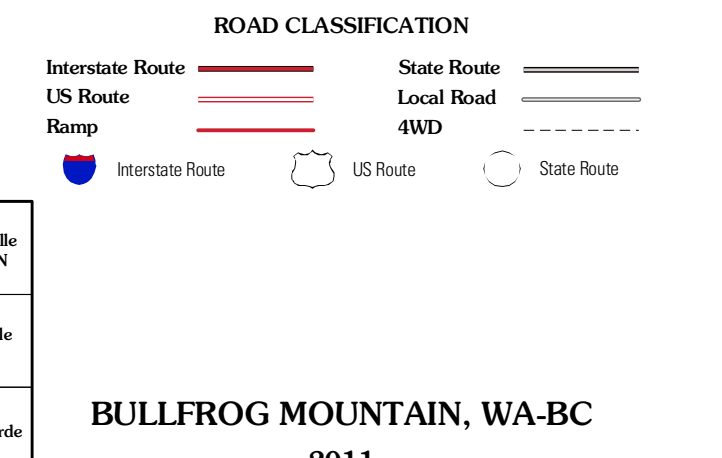 ROAD CLASSIFICATION
Interstate Route State Route
US Route Local Road
Ramp 4WD
Interstate Route US Route State Route
BULLFROG MOUNTAIN, WA-BC
2011